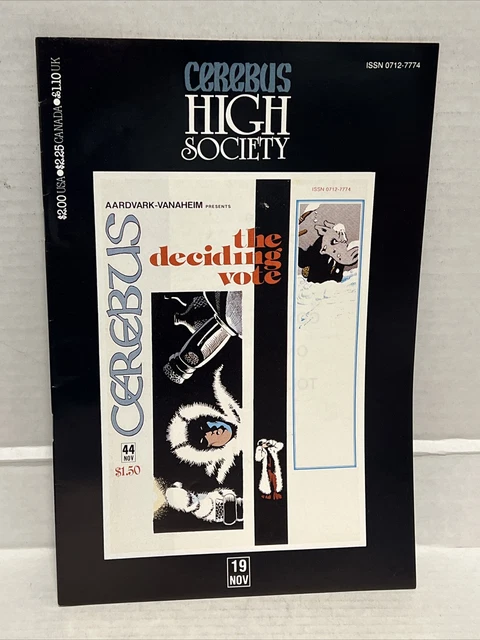 $2.00 USA●$2.25 CANADA●£1.10 UK
CEREBUS
HIGH
SOCIETY
ISSN 0712-7774
AARDVARK-VANAHEIM PRESENTS
CEREBUS
the
deciding
vote
ISSN 0712-7774
44
NOV
$1.50
19
NOV